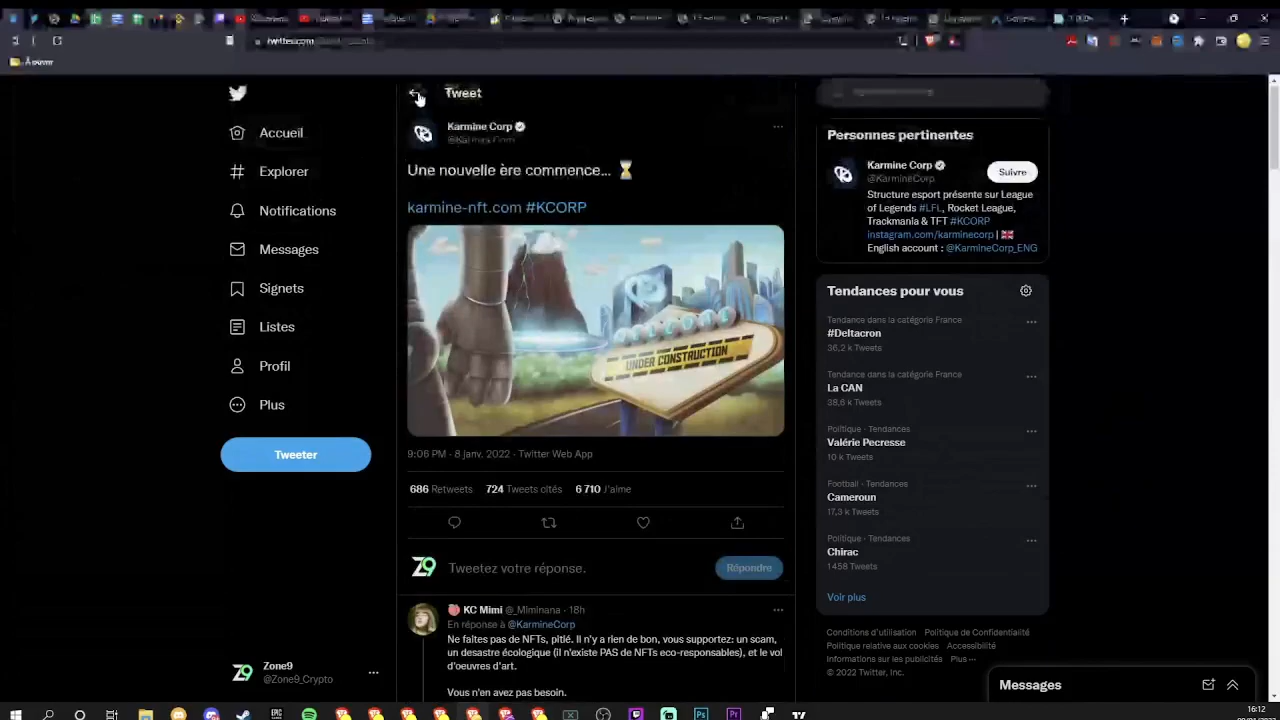 À suivre
Accueil
Explorer
Notifications
Messages
Signets
Listes
Profil
Plus
Tweeter
Zone9
@Zone9_Crypto
Tweet
Karmine Corp
@KarmineCorp
Une nouvelle ère commence... ⏳
karmine-nft.com #KCORP
UNDER CONSTRUCTION
9:06 PM · 8 janv. 2022 · Twitter Web App
686 Retweets 724 Tweets cités 6 710 J'aime
Z9
Tweetez votre réponse.
Répondre
KC Mimi @_Miminana · 18h
En réponse à @KarmineCorp
Ne faites pas de NFTs, pitié. Il n'y a rien de bon, vous supportez: un scam,
un desastre écologique (il n'existe PAS de NFTs eco-responsables), et le vol
d'oeuvres d'art.
Vous n'en avez pas besoin.
Personnes pertinentes
Karmine Corp
@KarmineCorp
Suivre
Structure esport présente sur League
of Legends #LFL, Rocket League,
Trackmania & TFT #KCORP
instagram.com/karminecorp | 🇬🇧
English account : @KarmineCorp_ENG
Tendances pour vous
Tendance dans la catégorie France
#Deltacron
36,2 k Tweets
Tendance dans la catégorie France
La CAN
38,6 k Tweets
Politique · Tendances
Valérie Pecresse
10 k Tweets
Football · Tendances
Cameroun
17,3 k Tweets
Politique · Tendances
Chirac
1 458 Tweets
Voir plus
Conditions d'utilisation Politique de Confidentialité
Politique relative aux cookies Accessibilité
Informations sur les publicités Plus ···
© 2022 Twitter, Inc.
Messages
16:12